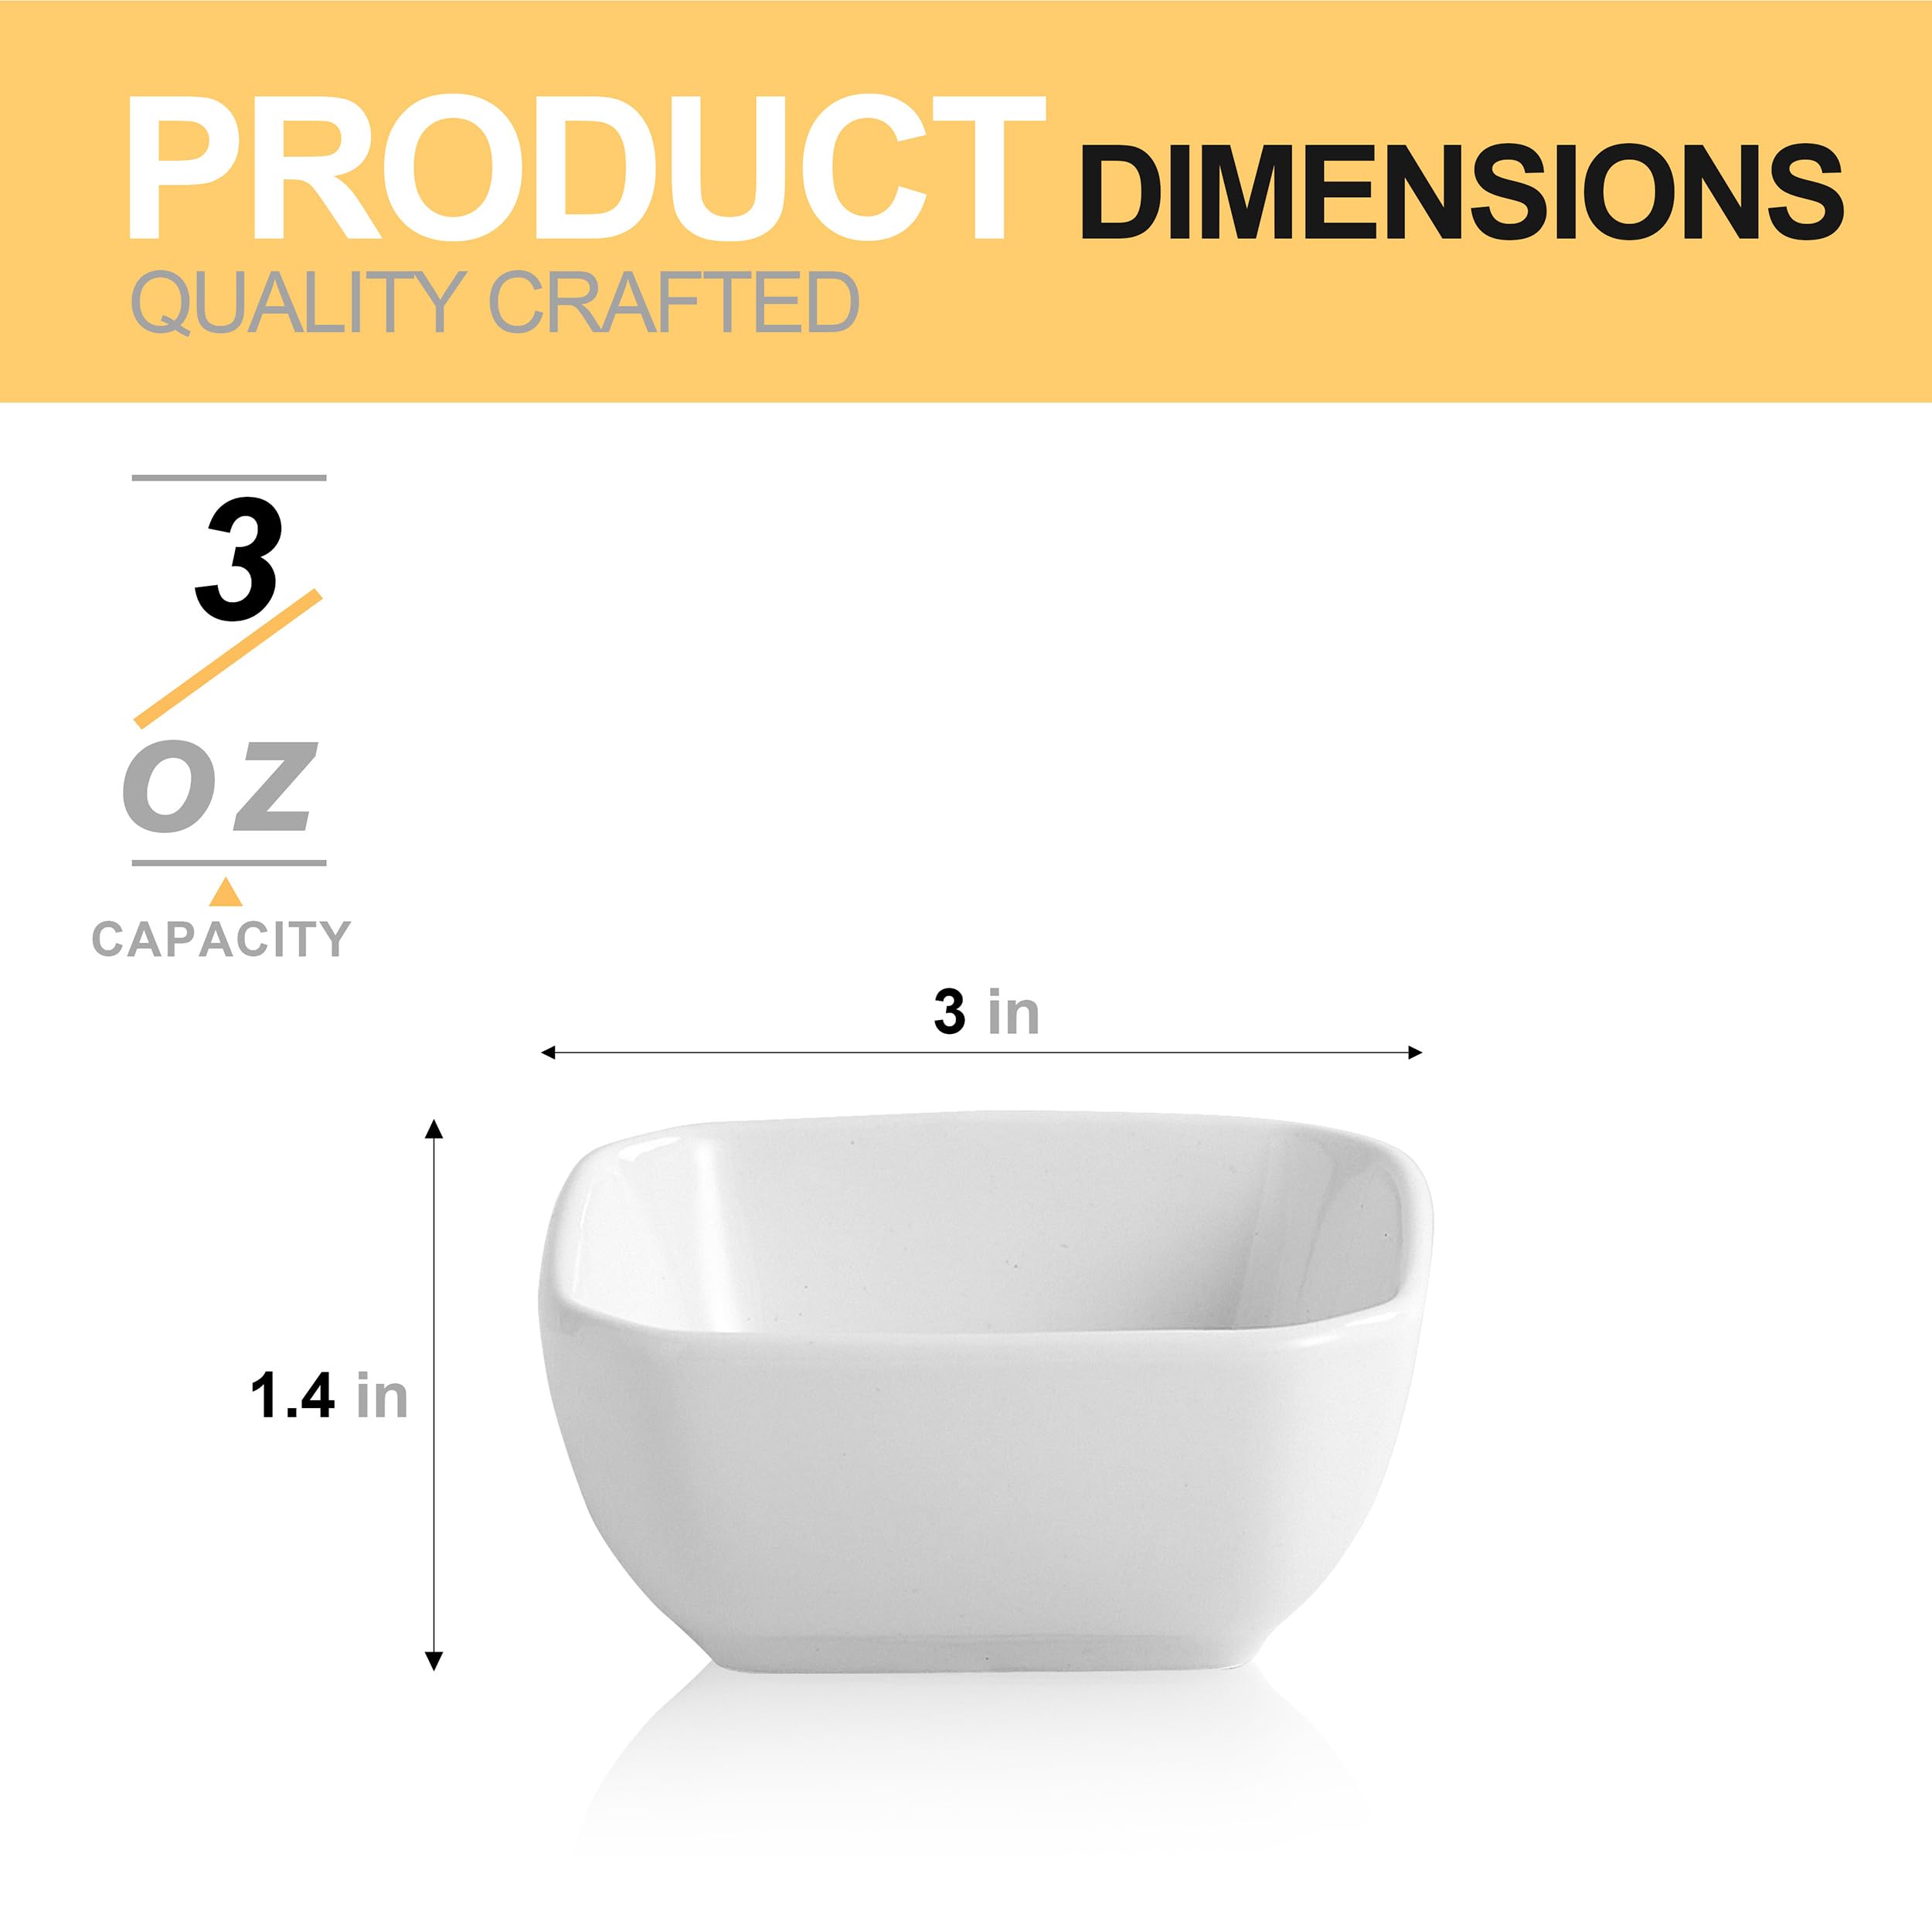 PRODUCT DIMENSIONS
QUALITY CRAFTED
3
oz
CAPACITY
3 in
1.4 in